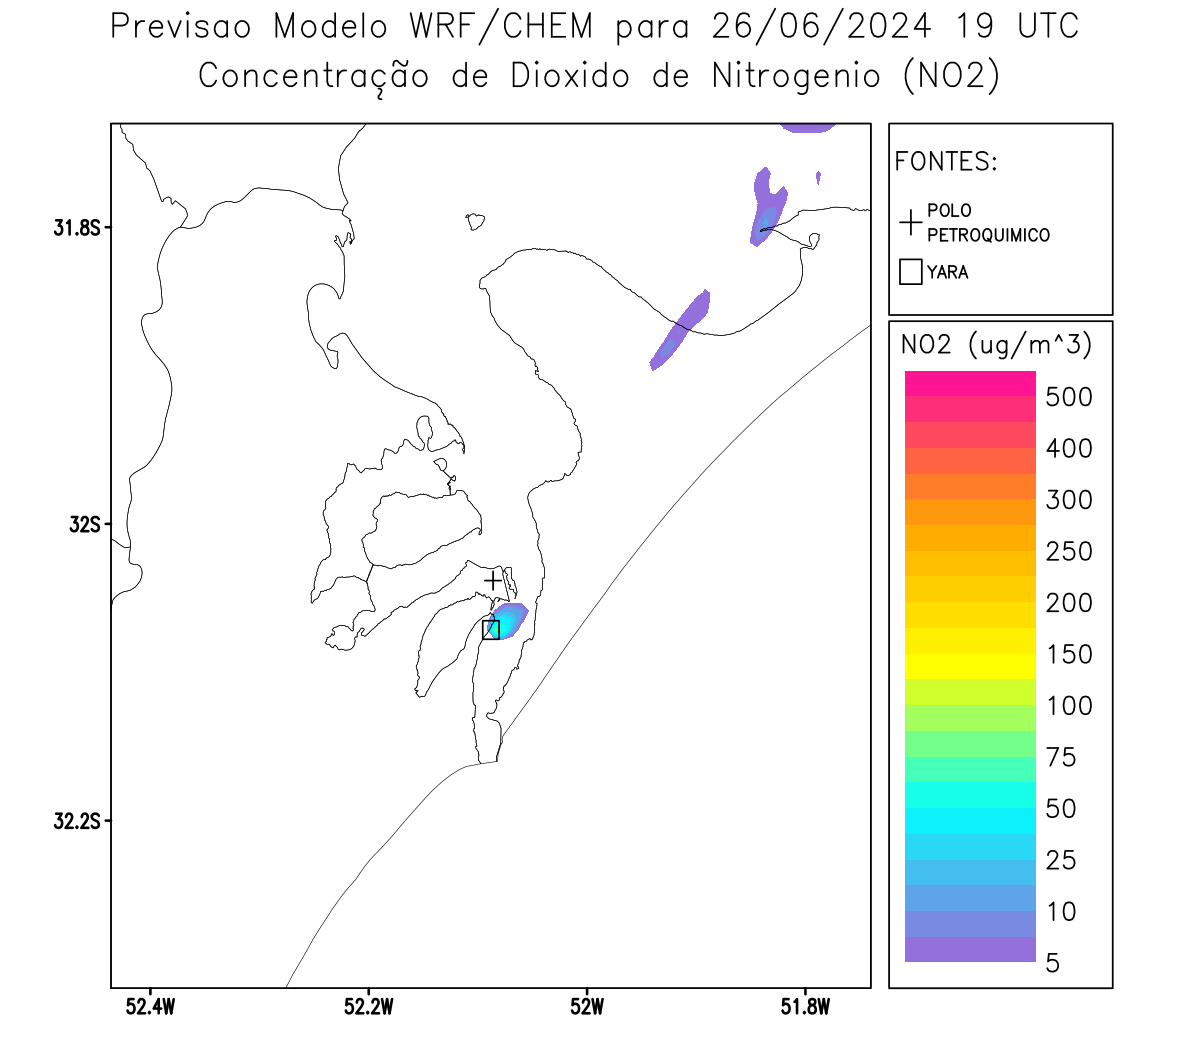 Previsao Modelo WRF/CHEM para 26/06/2024 19 UTC
Concentração de Dioxido de Nitrogenio (NO2)
FONTES:
POLO
PETROQUIMICO
YARA
31.8S
32S
32.2S
52.4W
52.2W
52W
51.8W
NO2 (ug/m^3)
500
400
300
250
200
150
100
75
50
25
10
5